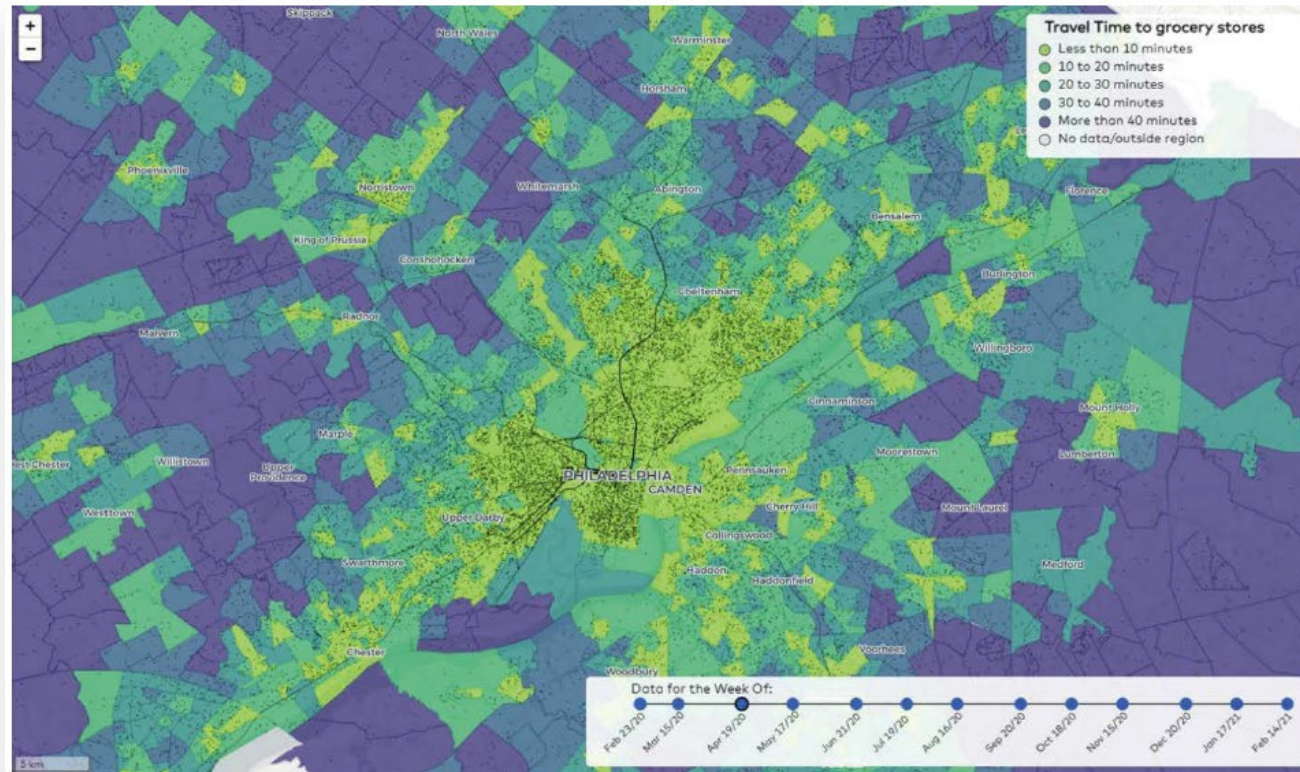 +
−
Travel Time to grocery stores
Less than 10 minutes
10 to 20 minutes
20 to 30 minutes
30 to 40 minutes
More than 40 minutes
No data/outside region
Skippack
North Wales
Warminster
Horsham
Phoenixville
Norristown
Whitemarsh
Abington
Florence
Bensalem
King of Prussia
Conshohocken
Burlington
Cheltenham
Malvern
Radnor
Willingboro
Cinnaminson
Mount Holly
Marple
Moorestown
Lumberton
Willistown
Upper
Providence
PHILADELPHIA
Pennsauken
CAMDEN
Westtown
Cherry Hill
Mount Laurel
Upper Darby
Collingswood
Swarthmore
Haddon
Haddonfield
Medford
Chester
Voorhees
Woodbury
Data for the Week Of:
Feb 23/20
Mar 15/20
Apr 19/20
May 17/20
Jun 21/20
Jul 19/20
Aug 16/20
Sep 20/20
Oct 18/20
Nov 15/20
Dec 20/20
Jan 17/21
Feb 14/21
5 km